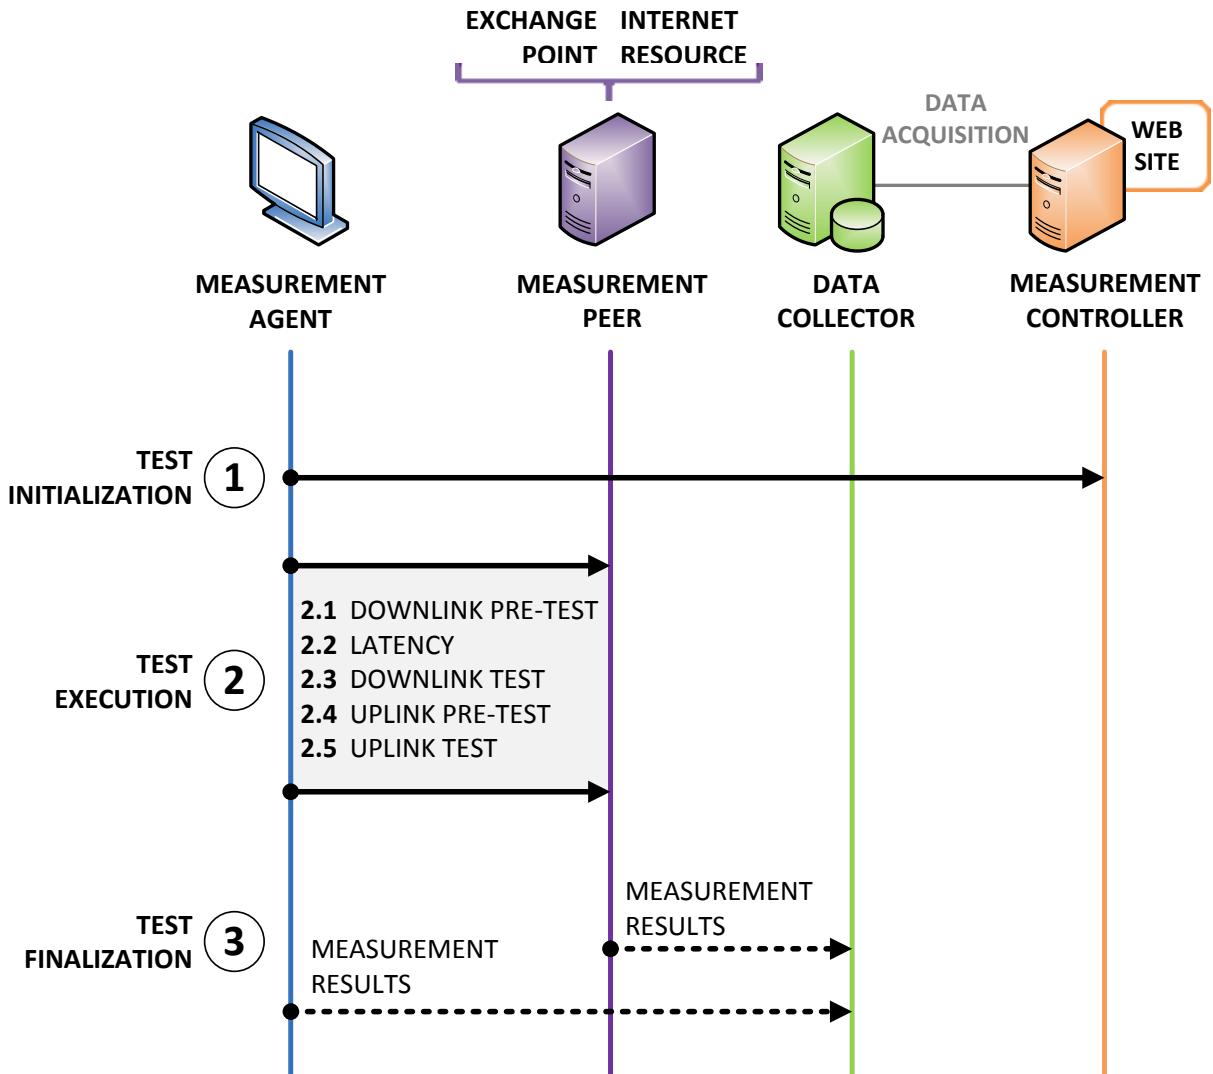 EXCHANGE INTERNET
POINT RESOURCE
DATA
ACQUISITION
WEB
SITE
MEASUREMENT
AGENT
MEASUREMENT
PEER
DATA
COLLECTOR
MEASUREMENT
CONTROLLER
TEST
INITIALIZATION
1
2.1 DOWNLINK PRE-TEST
2.2 LATENCY
2.3 DOWNLINK TEST
2.4 UPLINK PRE-TEST
2.5 UPLINK TEST
TEST
EXECUTION
2
MEASUREMENT
RESULTS
TEST
FINALIZATION
3
MEASUREMENT
RESULTS